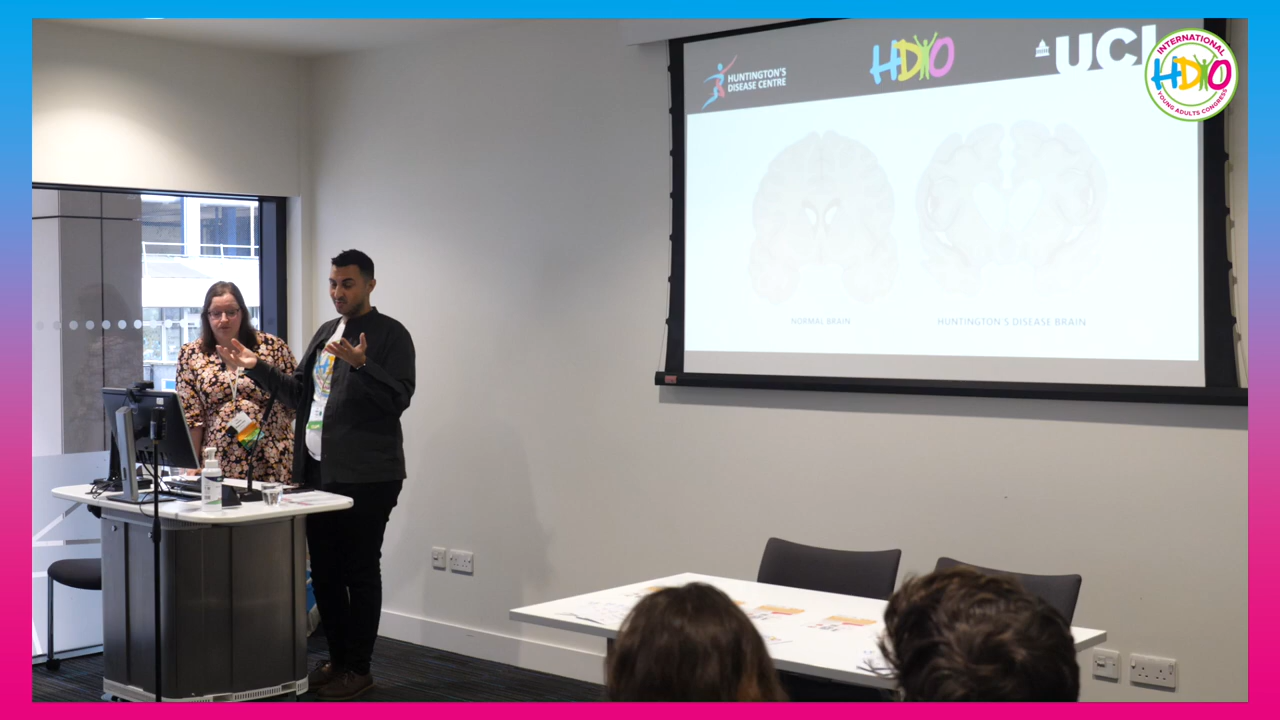 HUNTINGTON'S
DISEASE CENTRE
HDYO
UCL
INTERNATIONAL
HDYO
YOUNG ADULTS CONGRESS
NORMAL BRAIN
HUNTINGTON'S DISEASE BRAIN